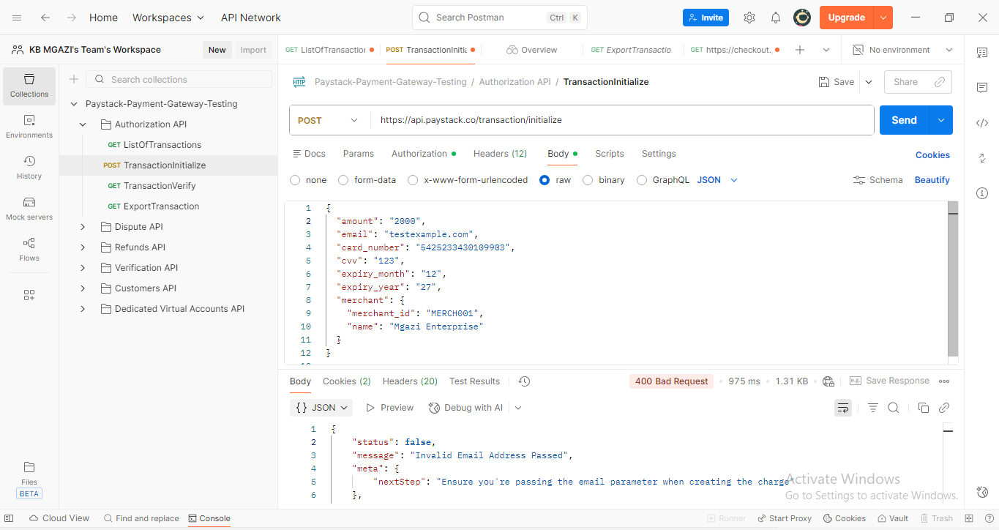 Home Workspaces API Network Search Postman Ctrl K Invite Upgrade
KB MGAZI's Team's Workspace New Import GET ListOfTransaction POST TransactionInitia Overview GET ExportTransactio GET https://checkout. No environment
Collections
Environments
History
Mock servers
Flows
Files
BETA
Search collections
Paystack-Payment-Gateway-Testing
Authorization API
GET ListOfTransactions
POST TransactionInitialize
GET TransactionVerify
GET ExportTransaction
Dispute API
Refunds API
Verification API
Customers API
Dedicated Virtual Accounts API
HTTP Paystack-Payment-Gateway-Testing / Authorization API / TransactionInitialize Save Share
POST https://api.paystack.co/transaction/initialize Send
Docs Params Authorization Headers (12) Body Scripts Settings Cookies
none form-data x-www-form-urlencoded raw binary GraphQL JSON Schema Beautify
1 {
2 "amount": "2000",
3 "email": "testexample.com",
4 "card_number": "5425233430109903",
5 "cvv": "123",
6 "expiry_month": "12",
7 "expiry_year": "27",
8 "merchant": {
9 "merchant_id": "MERCH001",
10 "name": "Mgazi Enterprise"
11 }
12 }
Body Cookies (2) Headers (20) Test Results 400 Bad Request 975 ms 1.31 KB e.g. Save Response
{} JSON Preview Debug with AI
1 {
2 "status": false,
3 "message": "Invalid Email Address Passed",
4 "meta": {
5 "nextStep": "Ensure you're passing the email parameter when creating the charge"
6 },
Activate Windows
Go to Settings to activate Windows.
Cloud View Find and replace Console Runner Start Proxy Cookies Vault Trash